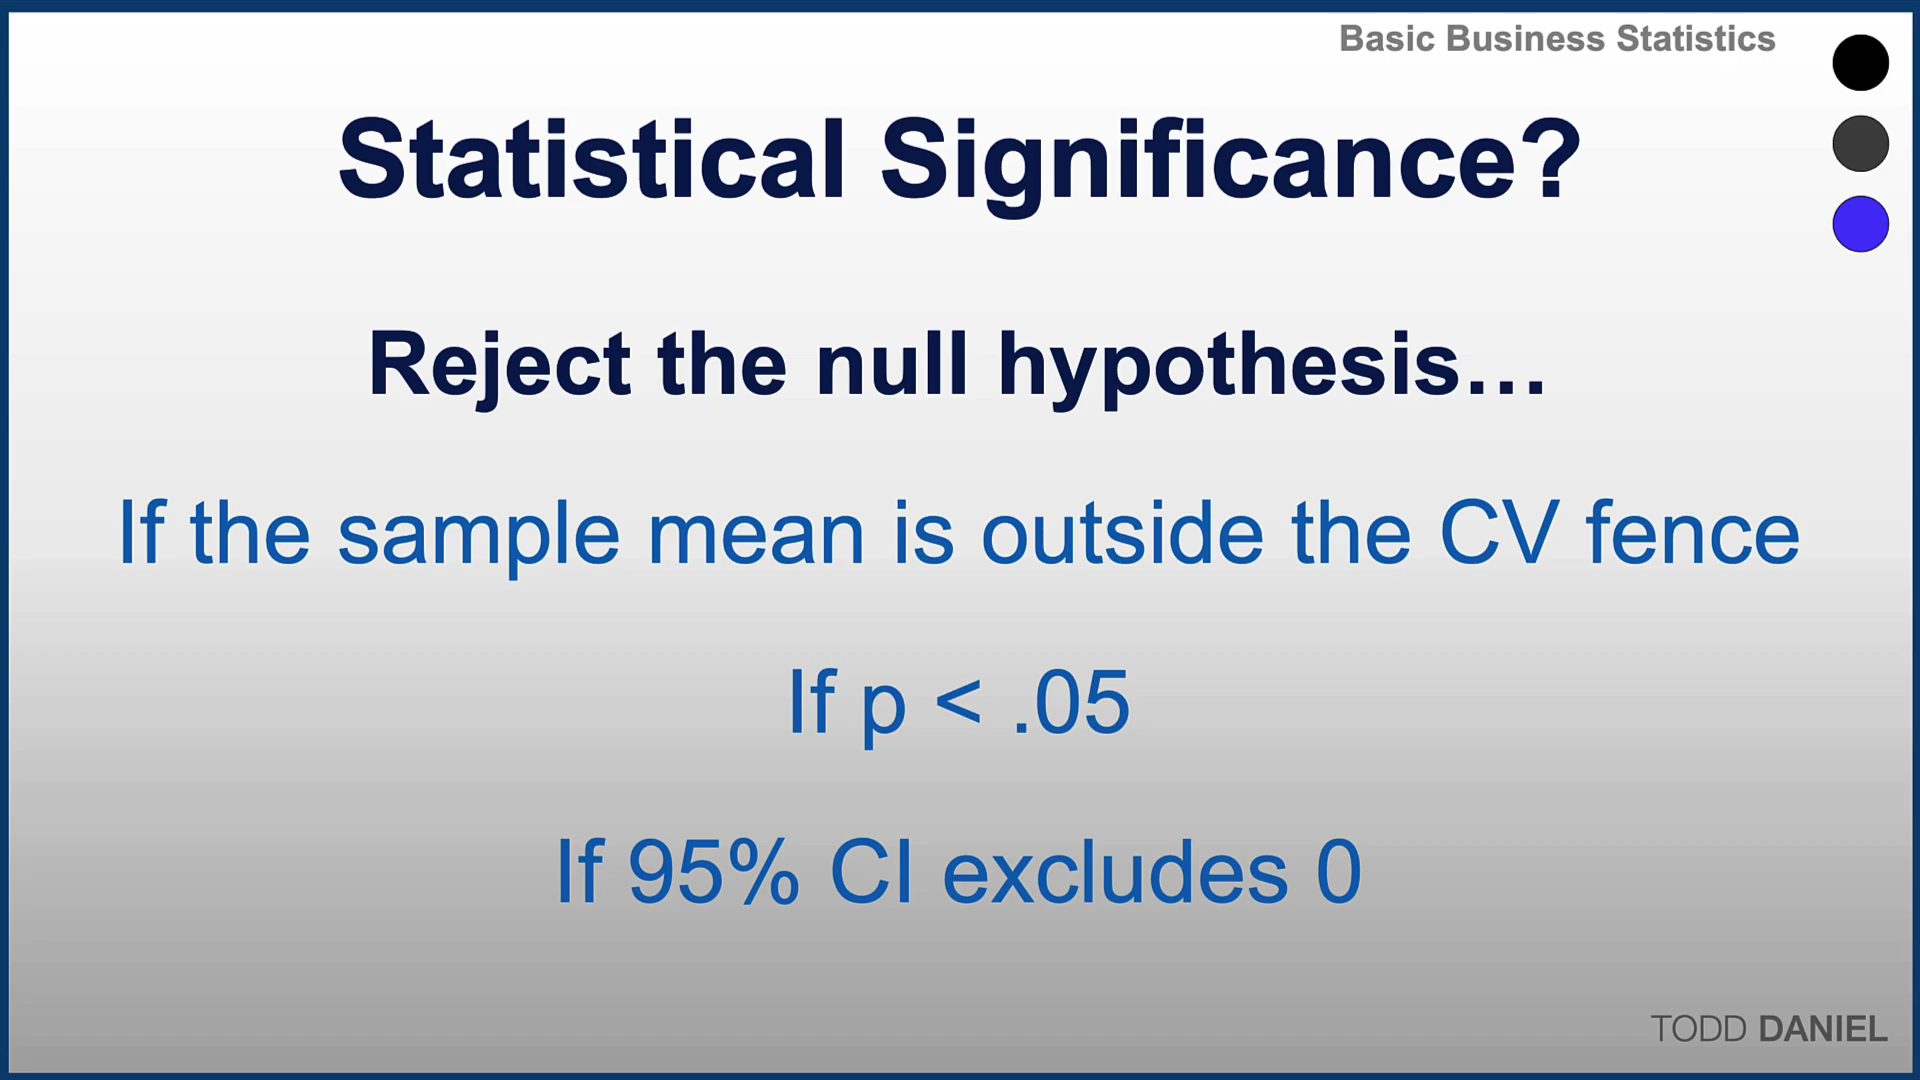 Basic Business Statistics
Statistical Significance?
Reject the null hypothesis…
If the sample mean is outside the CV fence
If p < .05
If 95% CI excludes 0
TODD DANIEL